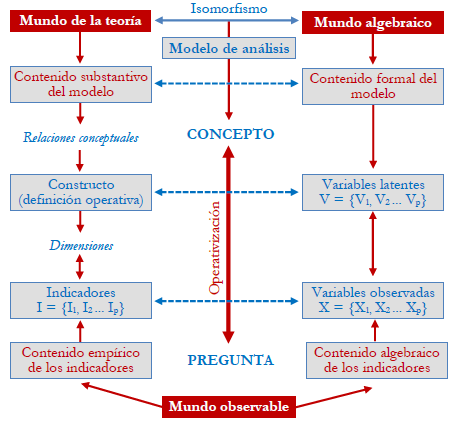 Isomorfismo
Mundo de la teoría
Mundo algebraico
Modelo de análisis
Contenido substantivo
del modelo
Contenido formal del
modelo
Relaciones conceptuales
CONCEPTO
Constructo
(definición operativa)
Variables latentes
V = {V1, V2 ... Vp}
Operativización
Dimensiones
Indicadores
I = {I1, I2 ... Ip}
Variables observadas
X = {X1, X2 ... Xp}
Contenido empírico
de los indicadores
PREGUNTA
Contenido algebraico
de los indicadores
Mundo observable